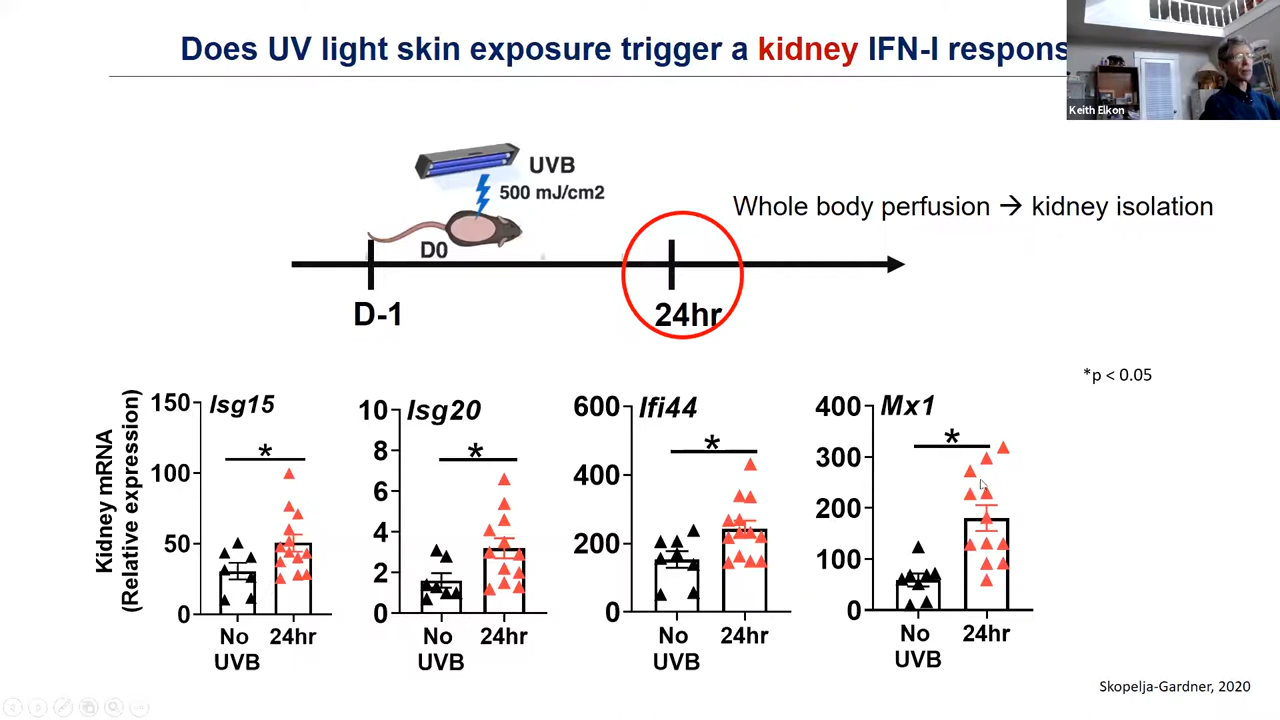 Does UV light skin exposure trigger a kidney IFN-I respons
Keith Elkon
UVB
500 mJ/cm2
D0
Whole body perfusion → kidney isolation
D-1
24hr
*p < 0.05
Kidney mRNA
(Relative expression)
Isg15
150
100
50
0
*
No
UVB
24hr
Isg20
10
8
6
4
2
0
*
No
UVB
24hr
Ifi44
600
400
200
0
*
No
UVB
24hr
Mx1
400
300
200
100
0
*
No
UVB
24hr
Skopelja-Gardner, 2020